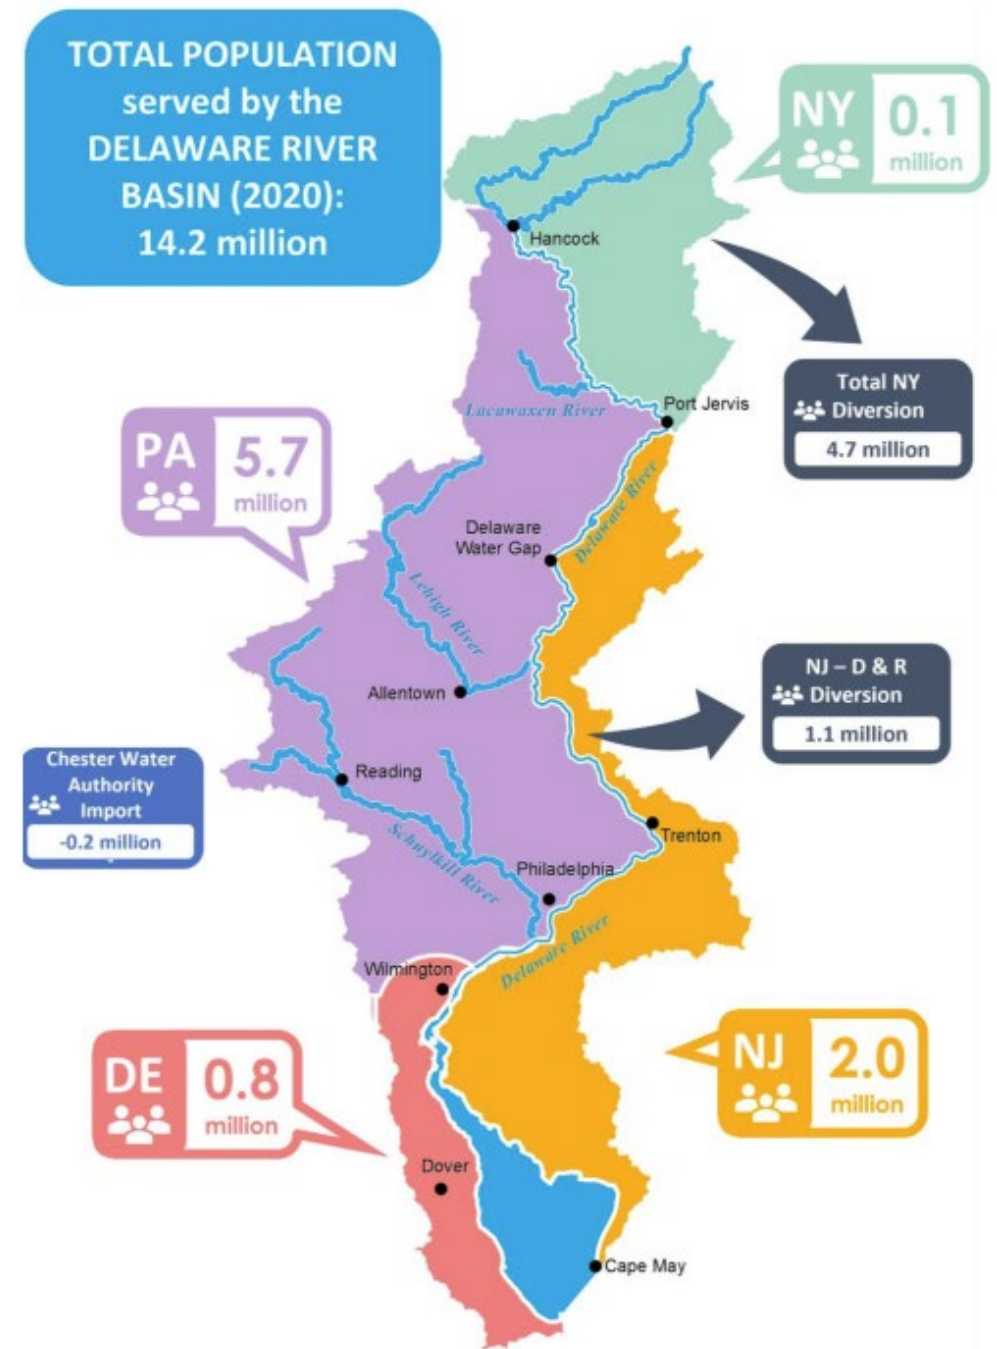 TOTAL POPULATION
served by the
DELAWARE RIVER
BASIN (2020):
14.2 million
NY
0.1
million
Hancock
Total NY
Diversion
4.7 million
Lacawaxen River
Port Jervis
PA
5.7
million
Delaware River
Delaware
Water Gap
Lehigh River
Allentown
NJ – D & R
Diversion
1.1 million
Chester Water
Authority
Import
-0.2 million
Reading
Schuylkill River
Trenton
Philadelphia
Delaware River
Wilmington
DE
0.8
million
NJ
2.0
million
Dover
Cape May